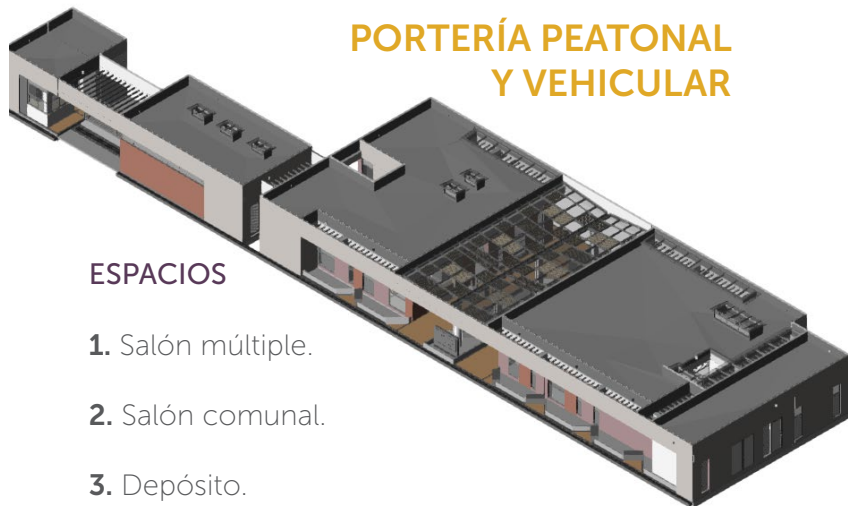 PORTERÍA PEATONAL
Y VEHICULAR
ESPACIOS
1. Salón múltiple.
2. Salón comunal.
3. Depósito.